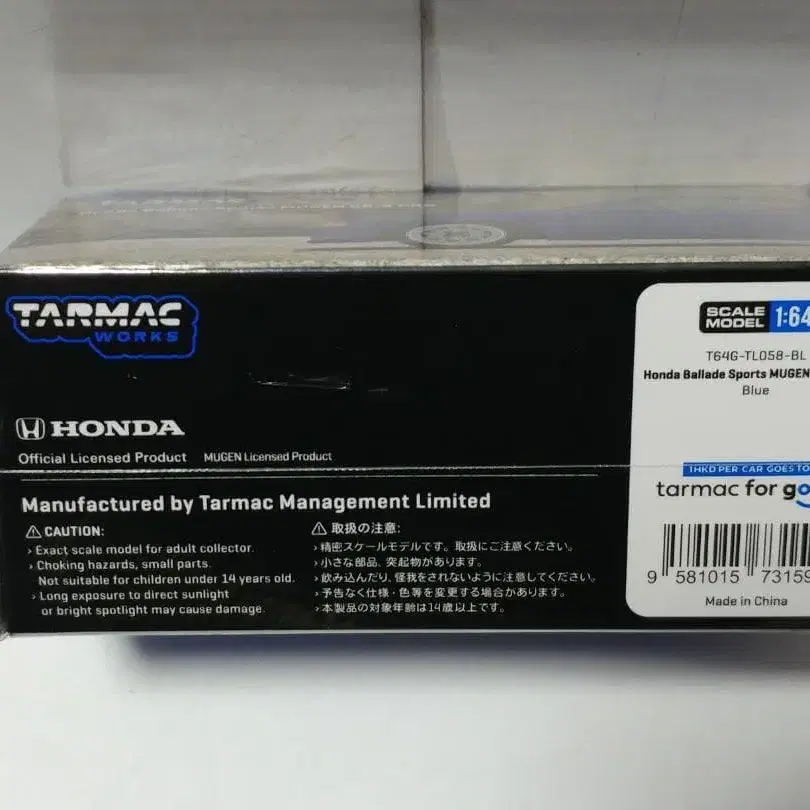 TARMAC
WORKS
HONDA
Official Licensed Product MUGEN Licensed Product
Manufactured by Tarmac Management Limited
CAUTION:
› Exact scale model for adult collector.
› Choking hazards, small parts.
Not suitable for children under 14 years old.
› Long exposure to direct sunlight
or bright spotlight may cause damage.
取扱の注意:
› 精密スケールモデルです。取扱にご注意ください。
› 小さな部品、突起物があります。
› 飲み込んだり、怪我をされないように注意してください。
› 予告なく仕様・色等を変更する場合があります。
› 本製品の対象年齢は14歳以上です。
SCALE MODEL 1:64
T64G-TL058-BL
Honda Ballade Sports MUGEN
Blue
1HKD PER CAR GOES TO
tarmac for
9 581015 73159
Made in China